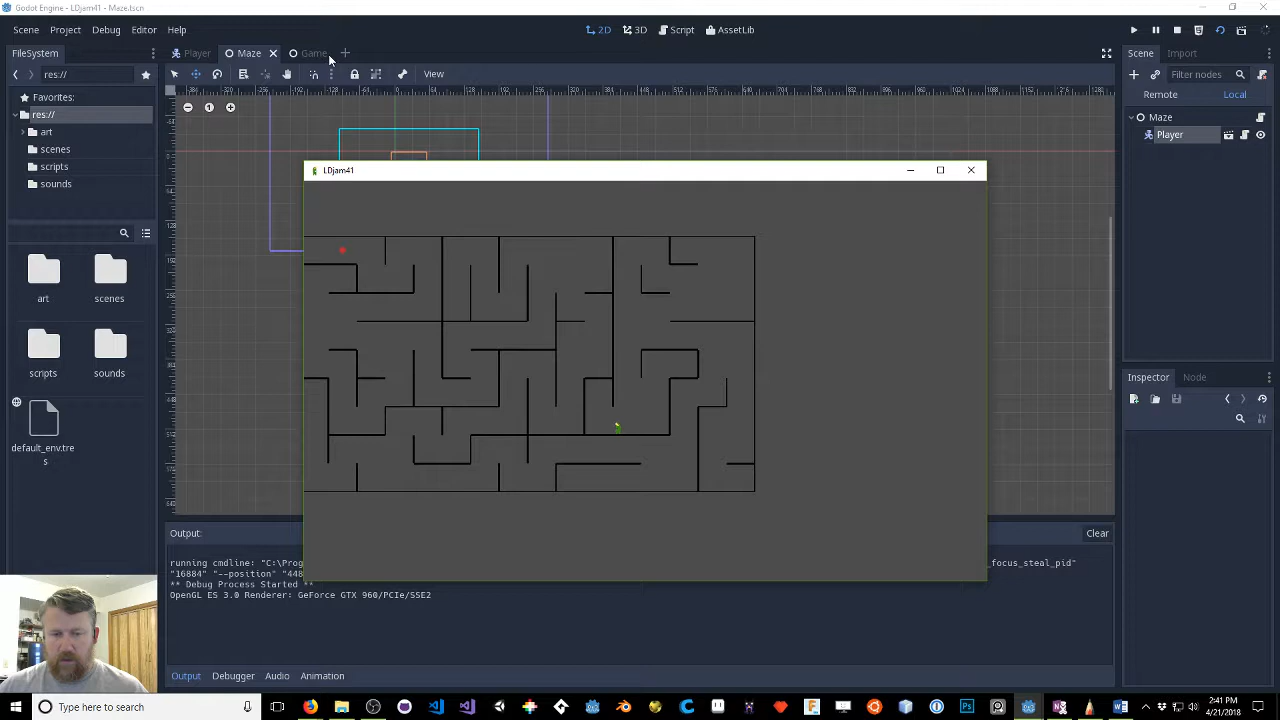 Godot Engine - LDjam41 - Maze.tscn
Scene Project Debug Editor Help
2D 3D Script AssetLib
FileSystem
Player Maze Game
Scene Import
res://
View
Filter nodes
Favorites:
Remote Local
res://
Maze
art
Player
scenes
scripts
LDjam41
sounds
art scenes
scripts sounds
Inspector Node
default_env.tre
s
Output:
Clear
running cmdline: "C:\Prog _focus_steal_pid"
"16884" "--position" "448
** Debug Process Started **
OpenGL ES 3.0 Renderer: GeForce GTX 960/PCIe/SSE2
Output Debugger Audio Animation
Type here to search
2:41 PM
4/21/2018